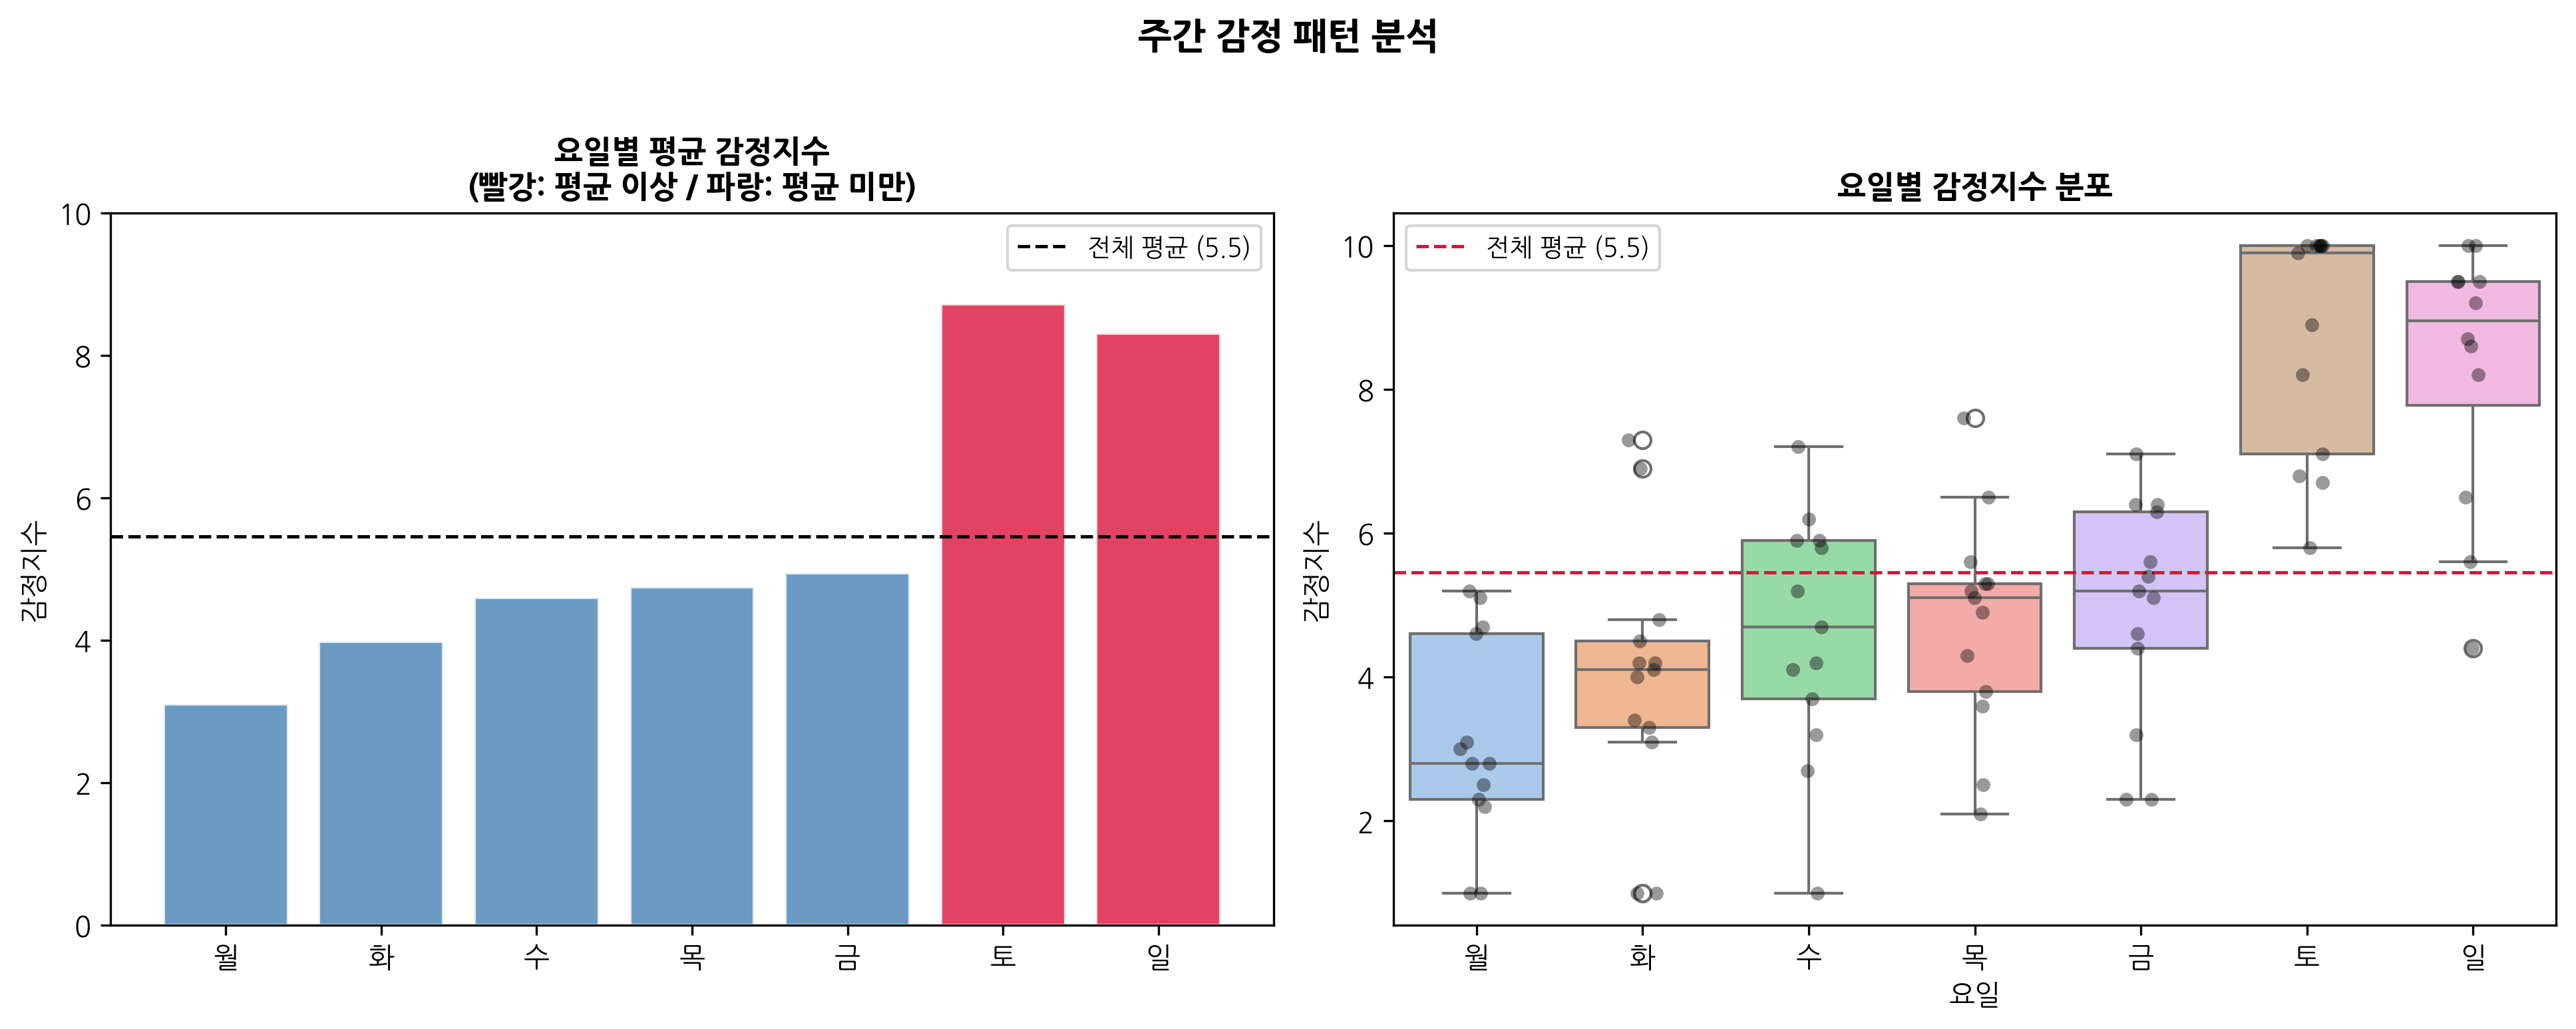 주간 감정 패턴 분석
요일별 평균 감정지수
(빨강: 평균 이상 / 파랑: 평균 미만)
전체 평균 (5.5)
감정지수
10
8
6
4
2
0
월 화 수 목 금 토 일
요일별 감정지수 분포
전체 평균 (5.5)
감정지수
10
8
6
4
2
월 화 수 목 금 토 일
요일